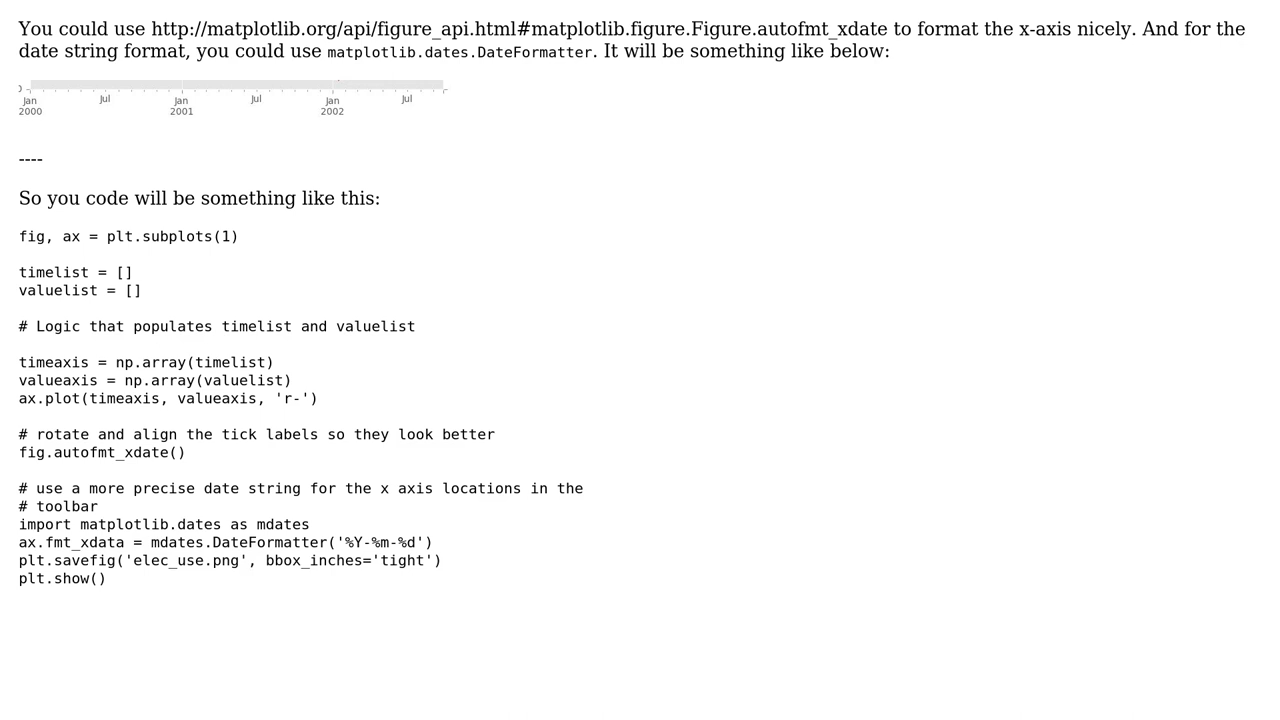 You could use http://matplotlib.org/api/figure_api.html#matplotlib.figure.Figure.autofmt_xdate to format the x-axis nicely. And for the
date string format, you could use matplotlib.dates.DateFormatter. It will be something like below:
0
Jan Jul Jan Jul Jan Jul
2000 2001 2002
----
So you code will be something like this:
fig, ax = plt.subplots(1)
timelist = []
valuelist = []
# Logic that populates timelist and valuelist
timeaxis = np.array(timelist)
valueaxis = np.array(valuelist)
ax.plot(timeaxis, valueaxis, 'r-')
# rotate and align the tick labels so they look better
fig.autofmt_xdate()
# use a more precise date string for the x axis locations in the
# toolbar
import matplotlib.dates as mdates
ax.fmt_xdata = mdates.DateFormatter('%Y-%m-%d')
plt.savefig('elec_use.png', bbox_inches='tight')
plt.show()